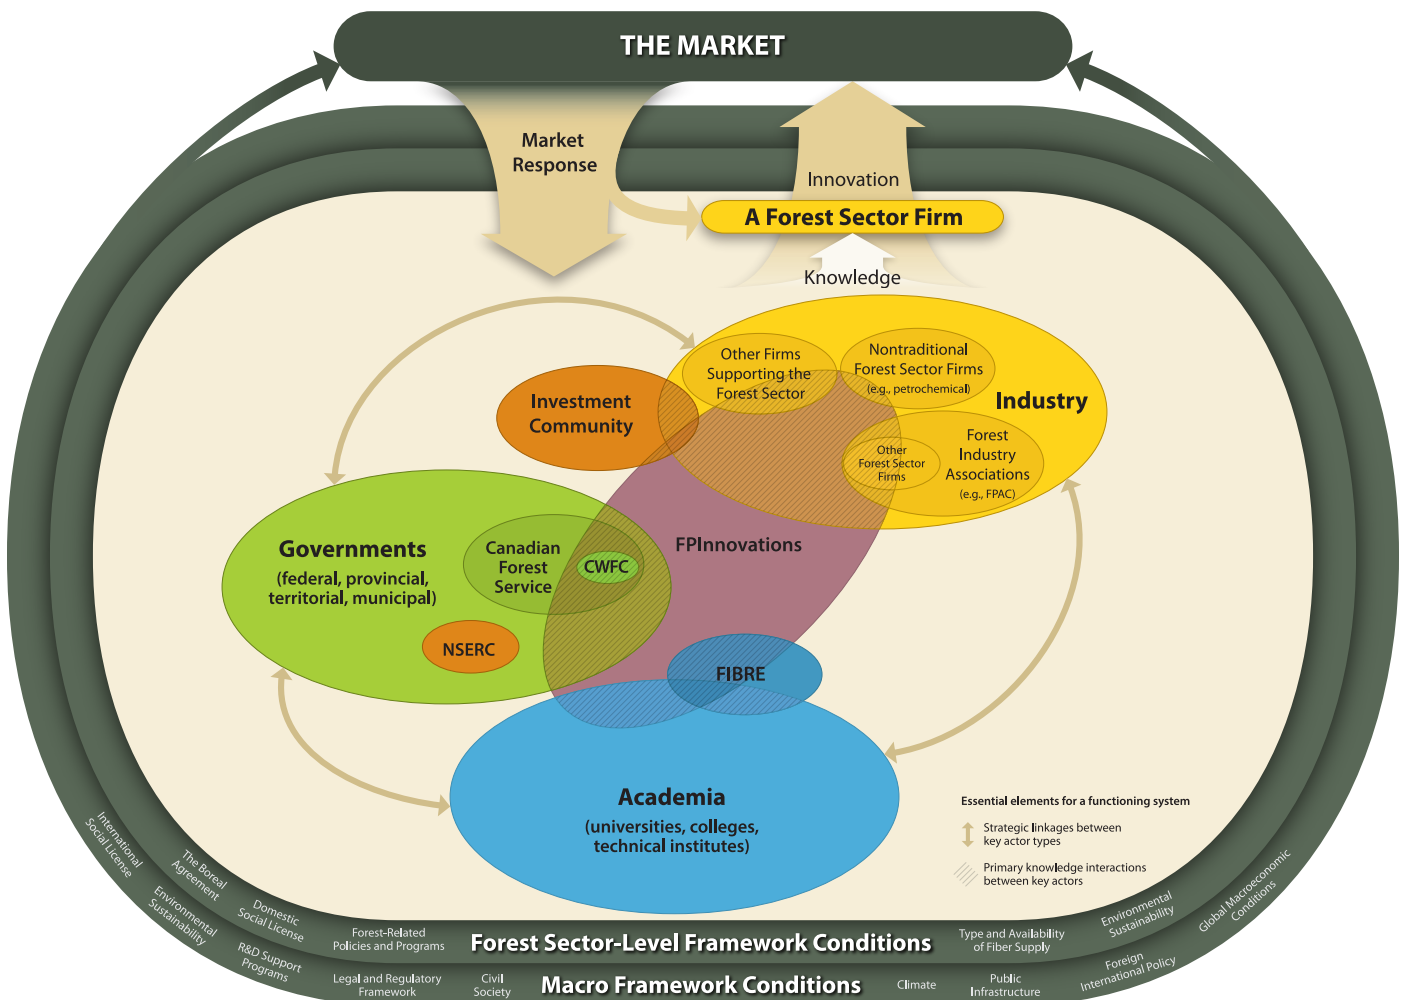 THE MARKET
Market
Response
Innovation
A Forest Sector Firm
Knowledge
Other Firms
Supporting the
Forest Sector
Nontraditional
Forest Sector Firms
(e.g., petrochemical)
Industry
Investment
Community
Forest
Industry
Associations
(e.g., FPAC)
Other
Forest Sector
Firms
FPInnovations
Governments
(federal, provincial,
territorial, municipal)
Canadian
Forest
Service
CWFC
NSERC
FIBRE
Academia
(universities, colleges,
technical institutes)
Essential elements for a functioning system
Strategic linkages between
key actor types
Primary knowledge interactions
between key actors
The Boreal
Agreement
Domestic
Social License
Forest-Related
Policies and Programs
Forest Sector-Level Framework Conditions
Type and Availability
of Fiber Supply
Environmental
Sustainability
International
Social License
Environmental
Sustainability
R&D Support
Programs
Legal and Regulatory
Framework
Civil
Society
Macro Framework Conditions
Climate
Public
Infrastructure
Foreign
International Policy
Global Macroeconomic
Conditions